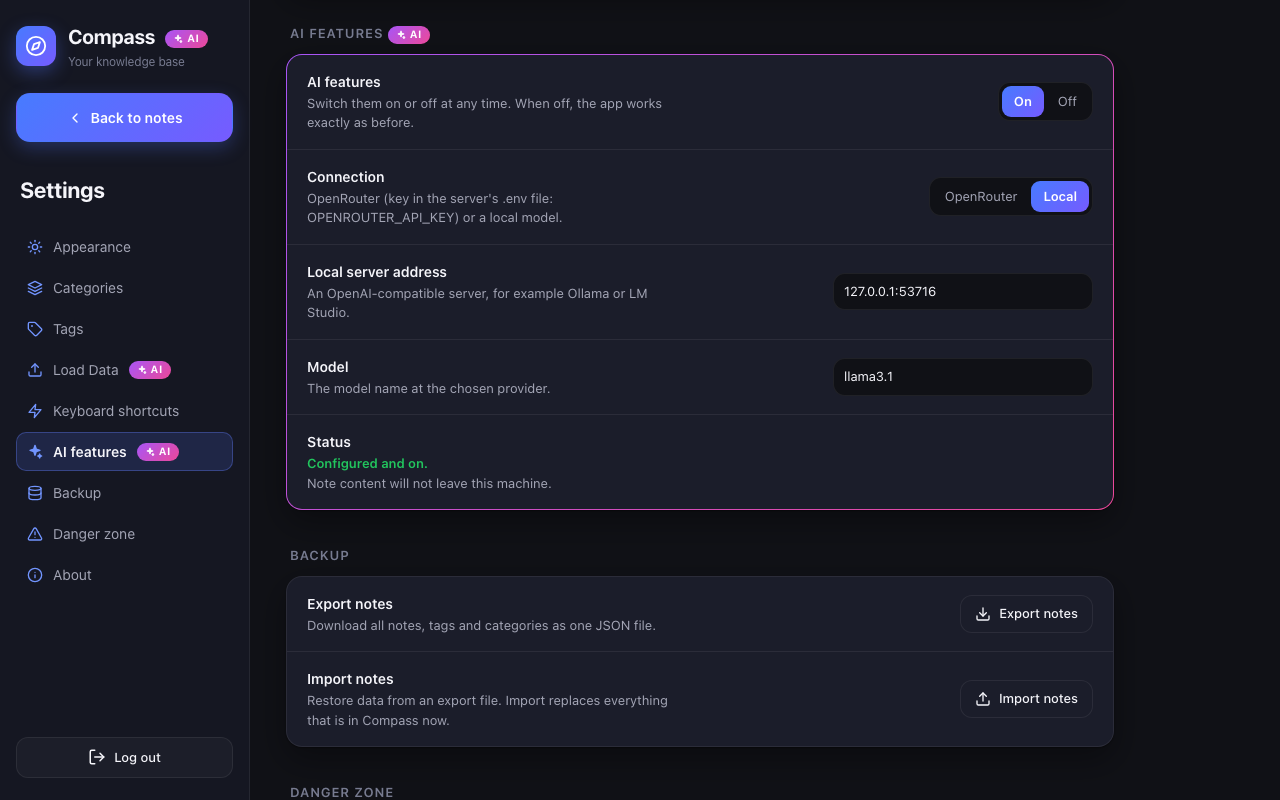 Compass AI
Your knowledge base
Back to notes
Settings
Appearance
Categories
Tags
Load Data AI
Keyboard shortcuts
AI features AI
Backup
Danger zone
About
Log out
AI FEATURES AI
AI features
Switch them on or off at any time. When off, the app works
exactly as before.
On Off
Connection
OpenRouter (key in the server's .env file:
OPENROUTER_API_KEY) or a local model.
OpenRouter Local
Local server address
An OpenAI-compatible server, for example Ollama or LM
Studio.
127.0.0.1:53716
Model
The model name at the chosen provider.
llama3.1
Status
Configured and on.
Note content will not leave this machine.
BACKUP
Export notes
Download all notes, tags and categories as one JSON file.
Export notes
Import notes
Restore data from an export file. Import replaces everything
that is in Compass now.
Import notes
DANGER ZONE